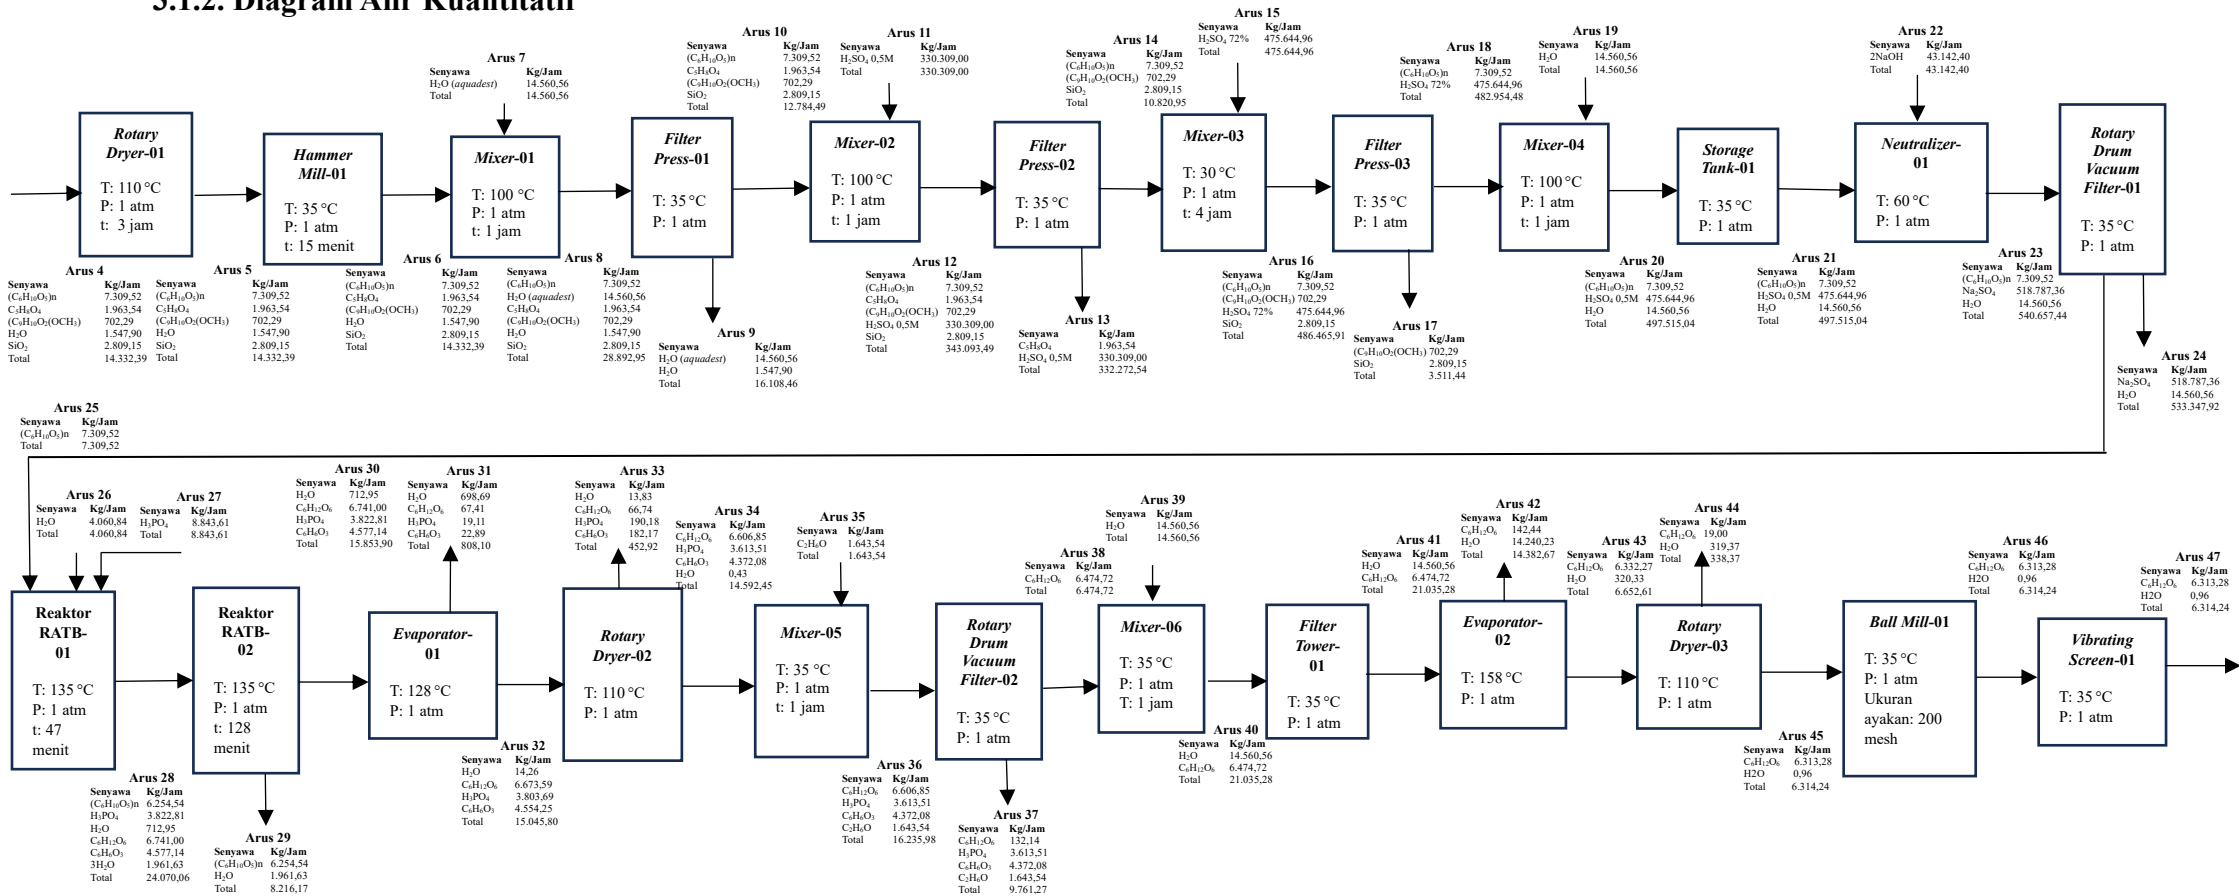 3.1.2. Diagram Alir Kuantitatif
Arus 7
Senyawa Kg/Jam
H₂O (aquadest) 14.560,56
Total 14.560,56
Arus 10
Senyawa Kg/Jam
(C₆H₁₀O₅)n 7.309,52
C₅H₈O₄ 1.963,54
(C₉H₁₀O₂(OCH₃) 702,29
SiO₂ 2.809,15
Total 12.784,49
Arus 11
Senyawa Kg/Jam
H₂SO₄ 0,5M 330.309,00
Total 330.309,00
Arus 14
Senyawa Kg/Jam
(C₆H₁₀O₅)n 7.309,52
(C₉H₁₀O₂(OCH₃) 702,29
SiO₂ 2.809,15
Total 10.820,95
Arus 15
Senyawa Kg/Jam
H₂SO₄ 72% 475.644,96
Total 475.644,96
Arus 18
Senyawa Kg/Jam
(C₆H₁₀O₅)n 7.309,52
H₂SO₄ 72% 475.644,96
Total 482.954,48
Arus 19
Senyawa Kg/Jam
H₂O 14.560,56
Total 14.560,56
Arus 22
Senyawa Kg/Jam
2NaOH 43.142,40
Total 43.142,40
Rotary
Dryer-01
T: 110 °C
P: 1 atm
t: 3 jam
Hammer
Mill-01
T: 35 °C
P: 1 atm
t: 15 menit
Mixer-01
T: 100 °C
P: 1 atm
t: 1 jam
Filter
Press-01
T: 35 °C
P: 1 atm
Mixer-02
T: 100 °C
P: 1 atm
t: 1 jam
Filter
Press-02
T: 35 °C
P: 1 atm
Mixer-03
T: 30 °C
P: 1 atm
t: 4 jam
Filter
Press-03
T: 35 °C
P: 1 atm
Mixer-04
T: 100 °C
P: 1 atm
t: 1 jam
Storage
Tank-01
T: 35 °C
P: 1 atm
Neutralizer-
01
T: 60 °C
P: 1 atm
Rotary
Drum
Vacuum
Filter-01
T: 35 °C
P: 1 atm
Arus 4
Senyawa Kg/Jam
(C₆H₁₀O₅)n 7.309,52
C₅H₈O₄ 1.963,54
(C₉H₁₀O₂(OCH₃) 702,29
H₂O 1.547,90
SiO₂ 2.809,15
Total 14.332,39
Arus 5
Senyawa Kg/Jam
(C₆H₁₀O₅)n 7.309,52
C₅H₈O₄ 1.963,54
(C₉H₁₀O₂(OCH₃) 702,29
H₂O 1.547,90
SiO₂ 2.809,15
Total 14.332,39
Arus 6
Senyawa Kg/Jam
(C₆H₁₀O₅)n 7.309,52
C₅H₈O₄ 1.963,54
(C₉H₁₀O₂(OCH₃) 702,29
H₂O 1.547,90
SiO₂ 2.809,15
Total 14.332,39
Arus 8
Senyawa Kg/Jam
(C₆H₁₀O₅)n 7.309,52
H₂O (aquadest) 14.560,56
C₅H₈O₄ 1.963,54
(C₉H₁₀O₂(OCH₃) 702,29
H₂O 1.547,90
SiO₂ 2.809,15
Total 28.892,95
Arus 9
Senyawa Kg/Jam
H₂O (aquadest) 14.560,56
H₂O 1.547,90
Total 16.108,46
Arus 12
Senyawa Kg/Jam
(C₆H₁₀O₅)n 7.309,52
C₅H₈O₄ 1.963,54
(C₉H₁₀O₂(OCH₃) 702,29
H₂SO₄ 0,5M 330.309,00
SiO₂ 2.809,15
Total 343.093,49
Arus 13
Senyawa Kg/Jam
C₅H₈O₄ 1.963,54
H₂SO₄ 0,5M 330.309,00
Total 332.272,54
Arus 16
Senyawa Kg/Jam
(C₆H₁₀O₅)n 7.309,52
(C₉H₁₀O₂(OCH₃) 702,29
H₂SO₄ 72% 475.644,96
SiO₂ 2.809,15
Total 486.465,91
Arus 17
Senyawa Kg/Jam
(C₉H₁₀O₂(OCH₃) 702,29
SiO₂ 2.809,15
Total 3.511,44
Arus 20
Senyawa Kg/Jam
(C₆H₁₀O₅)n 7.309,52
H₂SO₄ 0,5M 475.644,96
H₂O 14.560,56
Total 497.515,04
Arus 21
Senyawa Kg/Jam
(C₆H₁₀O₅)n 7.309,52
H₂SO₄ 0,5M 475.644,96
H₂O 14.560,56
Total 497.515,04
Arus 23
Senyawa Kg/Jam
(C₆H₁₀O₅)n 7.309,52
Na₂SO₄ 518.787,36
H₂O 14.560,56
Total 540.657,44
Arus 24
Senyawa Kg/Jam
Na₂SO₄ 518.787,36
H₂O 14.560,56
Total 533.347,92
Arus 25
Senyawa Kg/Jam
(C₆H₁₀O₅)n 7.309,52
Total 7.309,52
Arus 26
Senyawa Kg/Jam
H₂O 4.060,84
Total 4.060,84
Arus 27
Senyawa Kg/Jam
H₃PO₄ 8.843,61
Total 8.843,61
Arus 30
Senyawa Kg/Jam
H₂O 712,95
C₆H₁₂O₆ 6.741,00
H₃PO₄ 3.822,81
C₆H₆O₃ 4.577,14
Total 15.853,90
Arus 31
Senyawa Kg/Jam
H₂O 698,69
C₆H₁₂O₆ 67,41
H₃PO₄ 19,11
C₆H₆O₃ 22,89
Total 808,10
Arus 33
Senyawa Kg/Jam
H₂O 13,83
C₆H₁₂O₆ 66,74
H₃PO₄ 190,18
C₆H₆O₃ 182,17
Total 452,92
Arus 34
Senyawa Kg/Jam
C₆H₁₂O₆ 6.606,85
H₃PO₄ 3.613,51
C₆H₆O₃ 4.372,08
H₂O 0,43
Total 14.592,45
Arus 35
Senyawa Kg/Jam
C₂H₆O 1.643,54
Total 1.643,54
Arus 38
Senyawa Kg/Jam
C₆H₁₂O₆ 6.474,72
Total 6.474,72
Arus 39
Senyawa Kg/Jam
H₂O 14.560,56
Total 14.560,56
Arus 41
Senyawa Kg/Jam
H₂O 14.560,56
C₆H₁₂O₆ 6.474,72
Total 21.035,28
Arus 42
Senyawa Kg/Jam
C₆H₁₂O₆ 142,44
H₂O 14.240,23
Total 14.382,67
Arus 43
Senyawa Kg/Jam
C₆H₁₂O₆ 6.332,27
H₂O 320,33
Total 6.652,61
Arus 44
Senyawa Kg/Jam
C₆H₁₂O₆ 19,00
H₂O 319,37
Total 338,37
Arus 46
Senyawa Kg/Jam
C₆H₁₂O₆ 6.313,28
H2O 0,96
Total 6.314,24
Arus 47
Senyawa Kg/Jam
C₆H₁₂O₆ 6.313,28
H2O 0,96
Total 6.314,24
Reaktor
RATB-
01
T: 135 °C
P: 1 atm
t: 47
menit
Reaktor
RATB-
02
T: 135 °C
P: 1 atm
t: 128
menit
Evaporator-
01
T: 128 °C
P: 1 atm
Rotary
Dryer-02
T: 110 °C
P: 1 atm
Mixer-05
T: 35 °C
P: 1 atm
t: 1 jam
Rotary
Drum
Vacuum
Filter-02
T: 35 °C
P: 1 atm
Mixer-06
T: 35 °C
P: 1 atm
T: 1 jam
Filter
Tower-
01
T: 35 °C
P: 1 atm
Evaporator-
02
T: 158 °C
P: 1 atm
Rotary
Dryer-03
T: 110 °C
P: 1 atm
Ball Mill-01
T: 35 °C
P: 1 atm
Ukuran
ayakan: 200
mesh
Vibrating
Screen-01
T: 35 °C
P: 1 atm
Arus 28
Senyawa Kg/Jam
(C₆H₁₀O₅)n 6.254,54
H₃PO₄ 3.822,81
H₂O 712,95
C₆H₁₂O₆ 6.741,00
C₆H₆O₃ 4.577,14
3H₂O 1.961,63
Total 24.070,06
Arus 29
Senyawa Kg/Jam
(C₆H₁₀O₅)n 6.254,54
H₂O 1.961,63
Total 8.216,17
Arus 32
Senyawa Kg/Jam
H₂O 14,26
C₆H₁₂O₆ 6.673,59
H₃PO₄ 3.803,69
C₆H₆O₃ 4.554,25
Total 15.045,80
Arus 36
Senyawa Kg/Jam
C₆H₁₂O₆ 6.606,85
H₃PO₄ 3.613,51
C₆H₆O₃ 4.372,08
C₂H₆O 1.643,54
Total 16.235,98
Arus 37
Senyawa Kg/Jam
C₆H₁₂O₆ 132,14
H₃PO₄ 3.613,51
C₆H₆O₃ 4.372,08
C₂H₆O 1.643,54
Total 9.761,27
Arus 40
Senyawa Kg/Jam
H₂O 14.560,56
C₆H₁₂O₆ 6.474,72
Total 21.035,28
Arus 45
Senyawa Kg/Jam
C₆H₁₂O₆ 6.313,28
H2O 0,96
Total 6.314,24